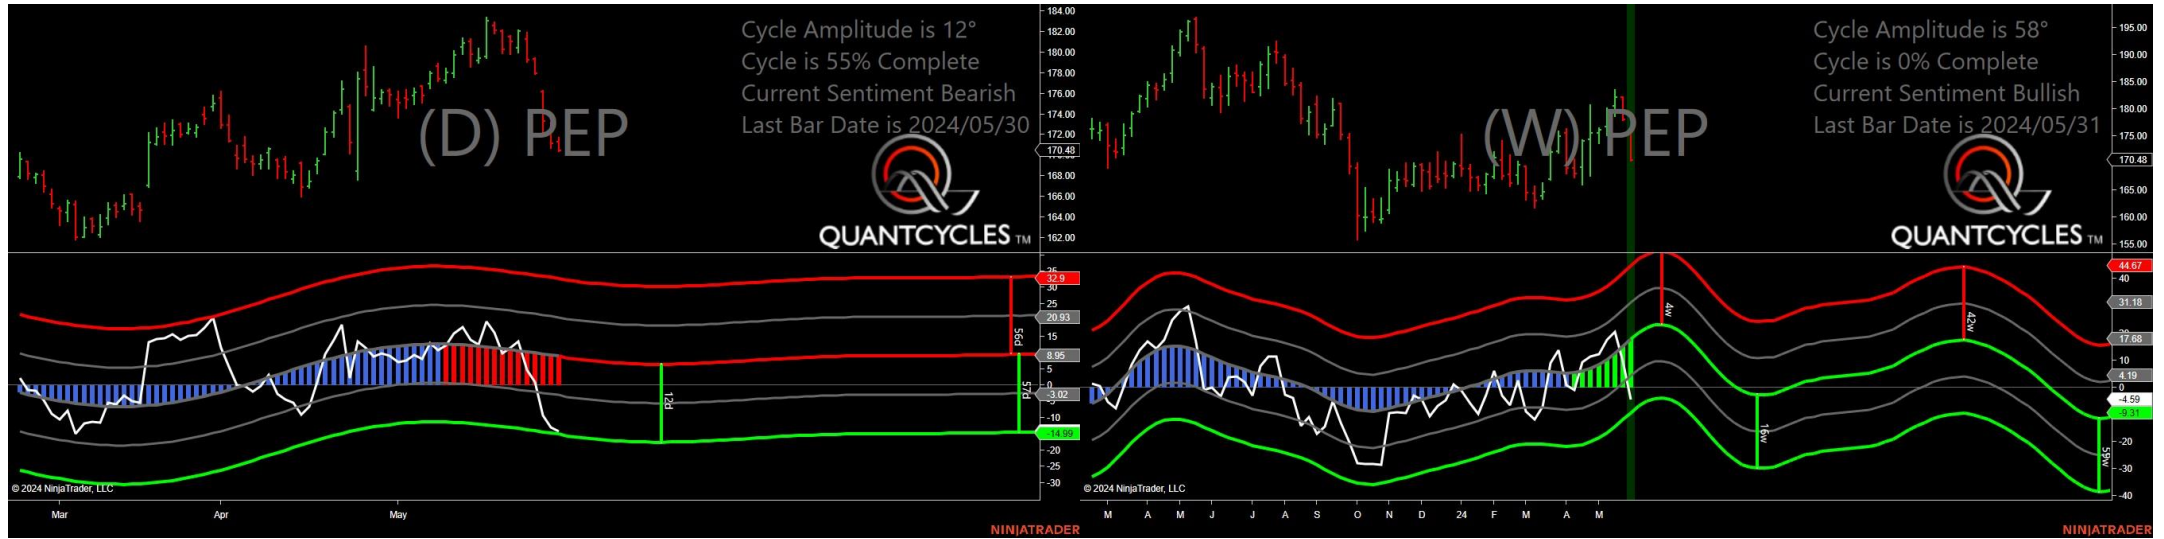 Cycle Amplitude is 12°
Cycle is 55% Complete
Current Sentiment Bearish
Last Bar Date is 2024/05/30
(D) PEP
QUANTCYCLES TM
184.00
182.00
180.00
178.00
176.00
174.00
172.00
170.48
168.00
166.00
164.00
162.00
32.9
30
25
20.93
15
8.95
5
0
-3.02
-10
-14.99
-20
-25
-30
56d
57d
12d
© 2024 NinjaTrader, LLC
Mar
Apr
May
NINJATRADER
Cycle Amplitude is 58°
Cycle is 0% Complete
Current Sentiment Bullish
Last Bar Date is 2024/05/31
(W) PEP
QUANTCYCLES TM
195.00
190.00
185.00
180.00
175.00
170.48
165.00
160.00
155.00
44.67
40
31.18
17.68
10
4.19
0
-4.59
-9.31
-20
-30
-40
4w
42w
16w
59w
© 2024 NinjaTrader, LLC
M A M J J A S O N D 24 F M A M
NINJATRADER